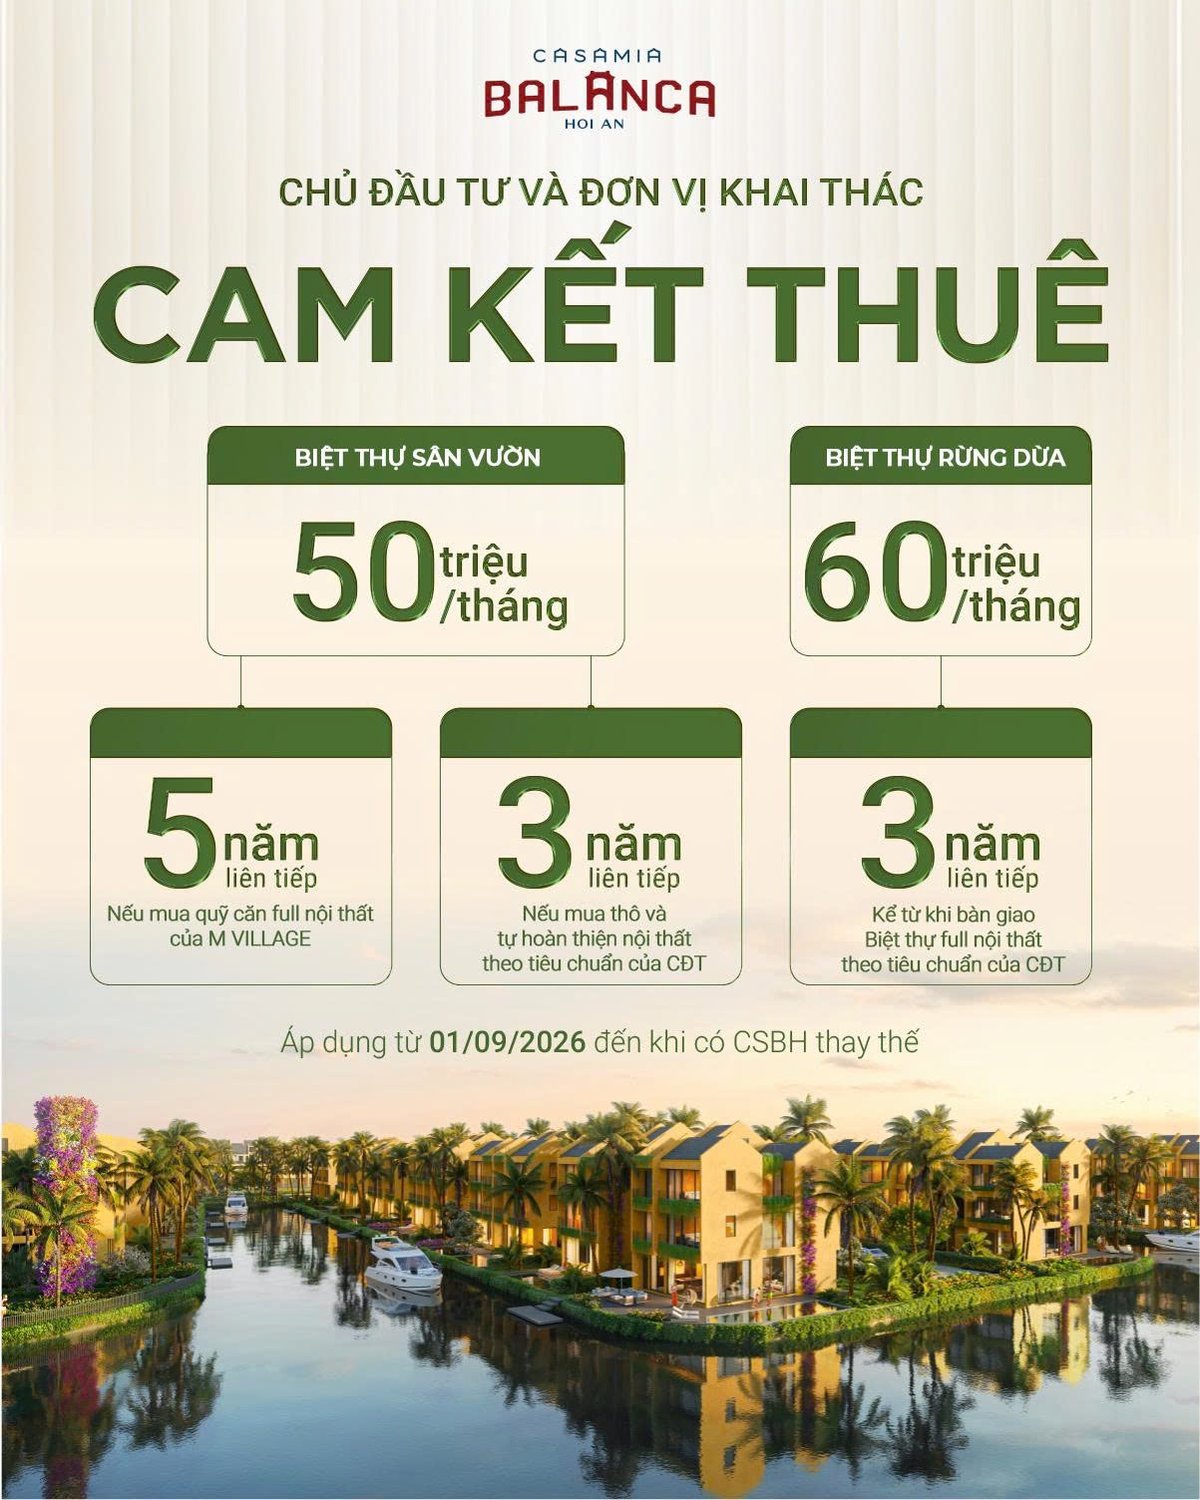 CASAMIA
BALANCA
HOI AN
CHỦ ĐẦU TƯ VÀ ĐƠN VỊ KHAI THÁC
CAM KẾT THUÊ
BIỆT THỰ SÂN VƯỜN
50 triệu
/tháng
BIỆT THỰ RỪNG DỪA
60 triệu
/tháng
5 năm
liên tiếp
Nếu mua quỹ căn full nội thất
của M VILLAGE
3 năm
liên tiếp
Nếu mua thô và
tự hoàn thiện nội thất
theo tiêu chuẩn của CĐT
3 năm
liên tiếp
Kể từ khi bàn giao
Biệt thự full nội thất
theo tiêu chuẩn của CĐT
Áp dụng từ 01/09/2026 đến khi có CSBH thay thế